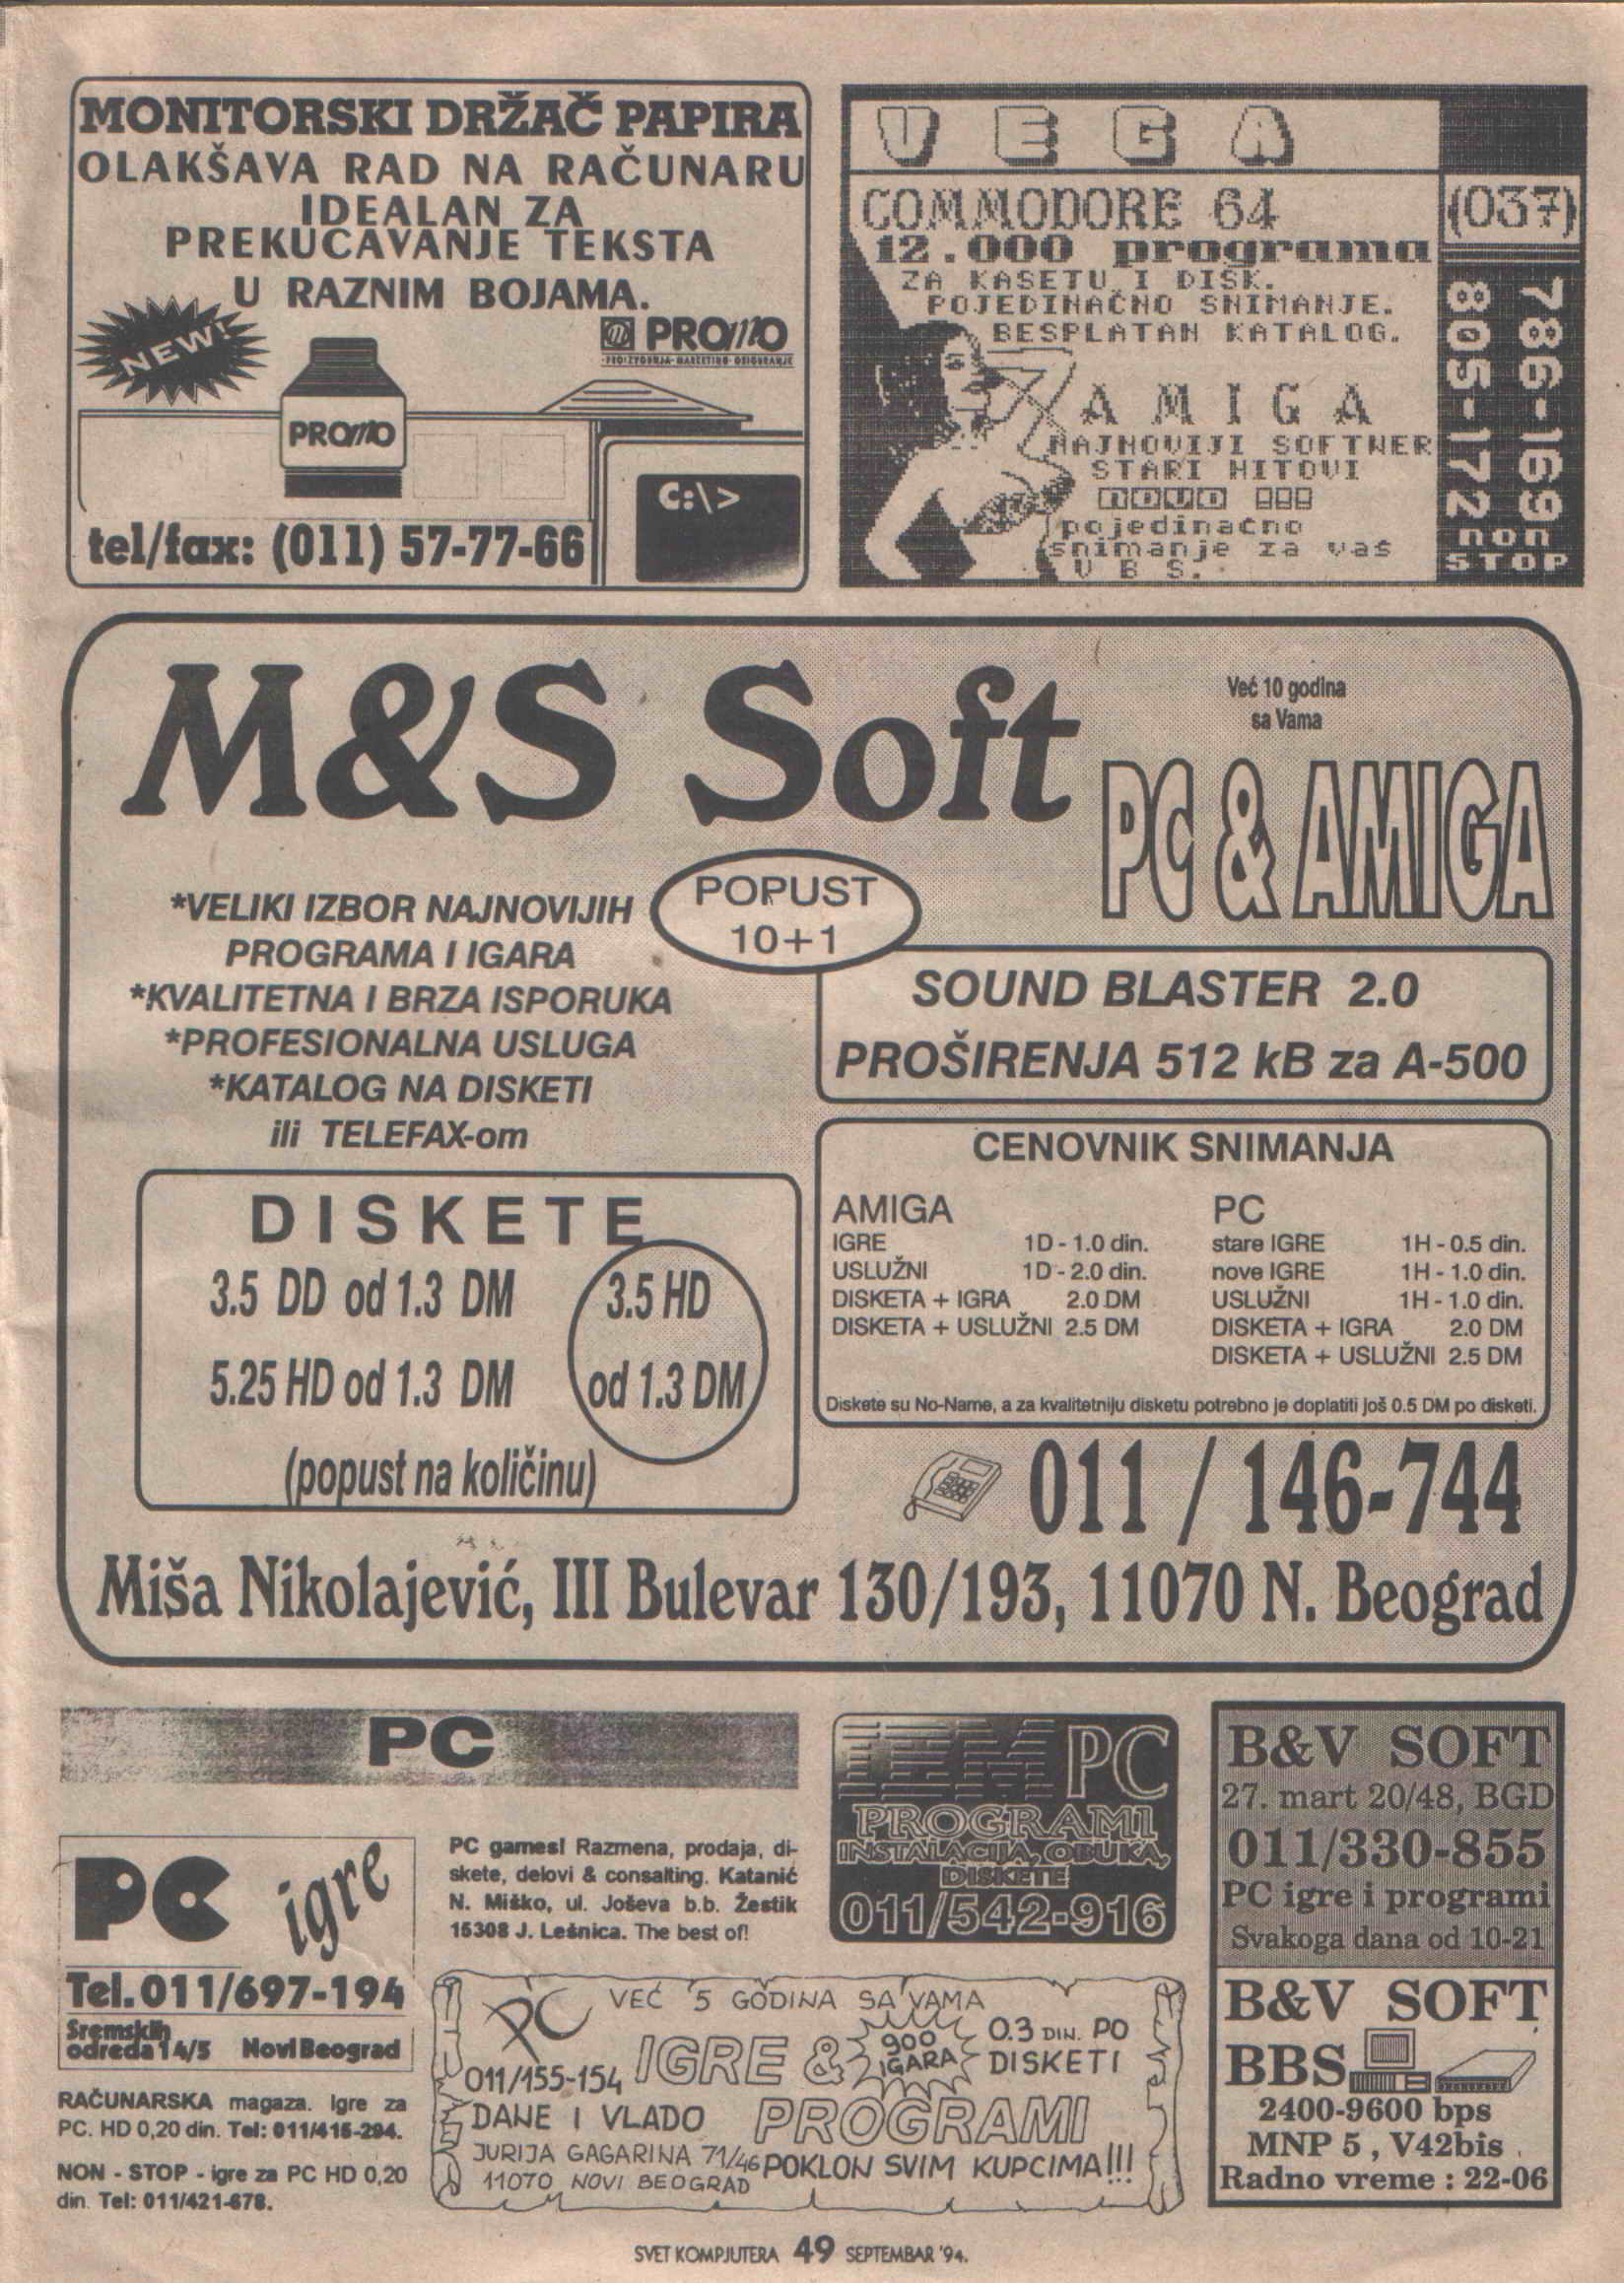 MONITORSKI DRŽAČ PAPIRA
OLAKŠAVA RAD NA RAČUNARU
IDEALAN ZA
PREKUCAVANJE TEKSTA
U RAZNIM BOJAMA.
NEW!
PROMO
PROIZVODNJA-MARKETING-OSIGURANJE
PROMO
C:\>
tel/fax: (011) 57-77-66
VEGA
COMMODORE 64
12.000 programa
ZA KASETU I DISK.
POJEDINAČNO SNIMANJE.
BESPLATAN KATALOG.
AMIGA
NAJNOVIJI SOFTWER
STARI HITOVI
NOVO !!!
pojedinačno
snimanje za vaš
V B S.
(037)
786-169
805-172
non
STOP
M&S Soft
Već 10 godina
sa Vama
PC & AMIGA
POPUST
10+1
*VELIKI IZBOR NAJNOVIJIH
PROGRAMA I IGARA
*KVALITETNA I BRZA ISPORUKA
*PROFESIONALNA USLUGA
*KATALOG NA DISKETI
ili TELEFAX-om
SOUND BLASTER 2.0
PROŠIRENJA 512 kB za A-500
DISKETE
3.5 DD od 1.3 DM
5.25 HD od 1.3 DM
3.5 HD
od 1.3 DM
(popust na količinu)
CENOVNIK SNIMANJA
AMIGA
IGRE 1D - 1.0 din.
USLUŽNI 1D - 2.0 din.
DISKETA + IGRA 2.0 DM
DISKETA + USLUŽNI 2.5 DM
PC
stare IGRE 1H - 0.5 din.
nove IGRE 1H - 1.0 din.
USLUŽNI 1H - 1.0 din.
DISKETA + IGRA 2.0 DM
DISKETA + USLUŽNI 2.5 DM
Diskete su No-Name, a za kvalitetniju disketu potrebno je doplatiti još 0.5 DM po disketi.
011 / 146-744
Miša Nikolajević, III Bulevar 130/193, 11070 N. Beograd
PC
PC igre
Tel.011/697-194
Sremskih
odreda 14/5 Novi Beograd
RAČUNARSKA magaza. Igre za
PC. HD 0,20 din. Tel: 011/415-294.
NON - STOP - igre za PC HD 0,20
din. Tel: 011/421-678.
PC games! Razmena, prodaja, di-
skete, delovi & consalting. Katanić
N. Miško, ul. Joševa b.b. Žestik
15308 J. Lešnica. The best of!
PC
PROGRAMI
INSTALACIJA, OBUKA,
DISKETE
011/542-916
PC
VEĆ 5 GODINA SA VAMA
IGRE &
900
IGARA
0.3 DIN. PO
DISKETI
011/155-154
DANE I VLADO
PROGRAMI
JURIJA GAGARINA 71/46
11070 NOVI BEOGRAD
POKLON SVIM KUPCIMA!!!
B&V SOFT
27. mart 20/48, BGD
011/330-855
PC igre i programi
Svakoga dana od 10-21
B&V SOFT
BBS
2400-9600 bps
MNP 5 , V42bis
Radno vreme : 22-06
SVET KOMPJUTERA 49 SEPTEMBAR '94.